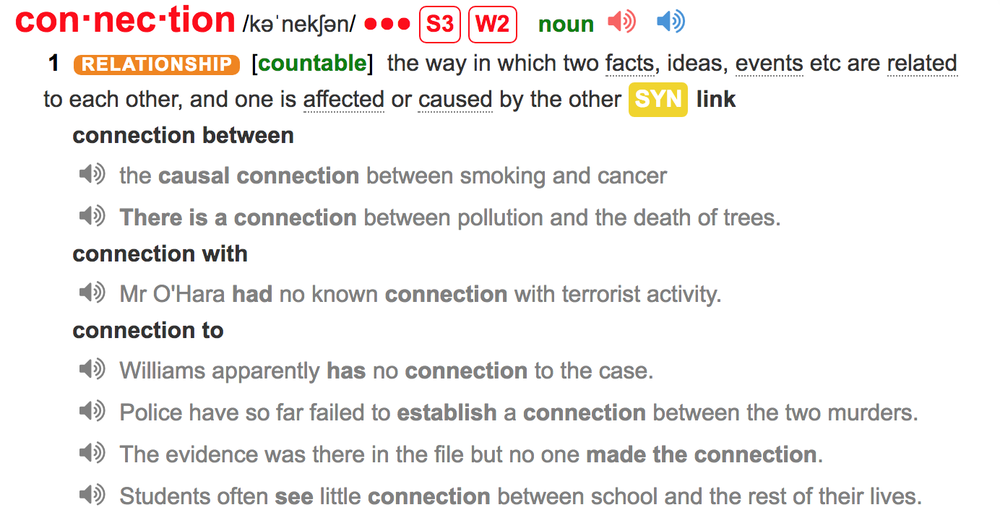 con·nec·tion /kəˈnekʃən/ ●●● S3 W2 noun
1 RELATIONSHIP [countable] the way in which two facts, ideas, events etc are related
to each other, and one is affected or caused by the other SYN link
connection between
the causal connection between smoking and cancer
There is a connection between pollution and the death of trees.
connection with
Mr O'Hara had no known connection with terrorist activity.
connection to
Williams apparently has no connection to the case.
Police have so far failed to establish a connection between the two murders.
The evidence was there in the file but no one made the connection.
Students often see little connection between school and the rest of their lives.